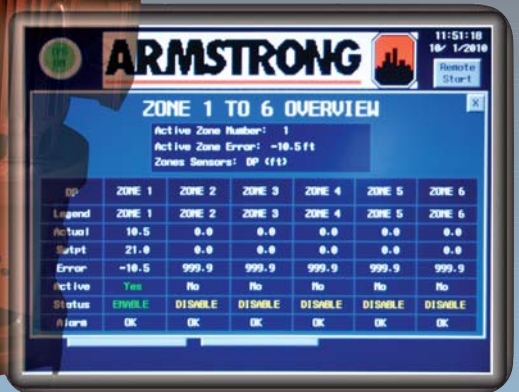 11:51:18
10/ 1/2010
ARMSTRONG
Remote
Start
ZONE 1 TO 6 OVERVIEW
X
Active Zone Number: 1
Active Zone Error: -10.5ft
Zones Sensors: DP (ft)
DP ZONE 1 ZONE 2 ZONE 3 ZONE 4 ZONE 5 ZONE 6
Legend ZONE 1 ZONE 2 ZONE 3 ZONE 4 ZONE 5 ZONE 6
Actual 10.5 0.0 0.0 0.0 0.0 0.0
Setpt 21.0 0.0 0.0 0.0 0.0 0.0
Error -10.5 999.9 999.9 999.9 999.9 999.9
Active Yes No No No No No
Status ENABLE DISABLE DISABLE DISABLE DISABLE DISABLE
Alarm OK OK OK OK OK OK